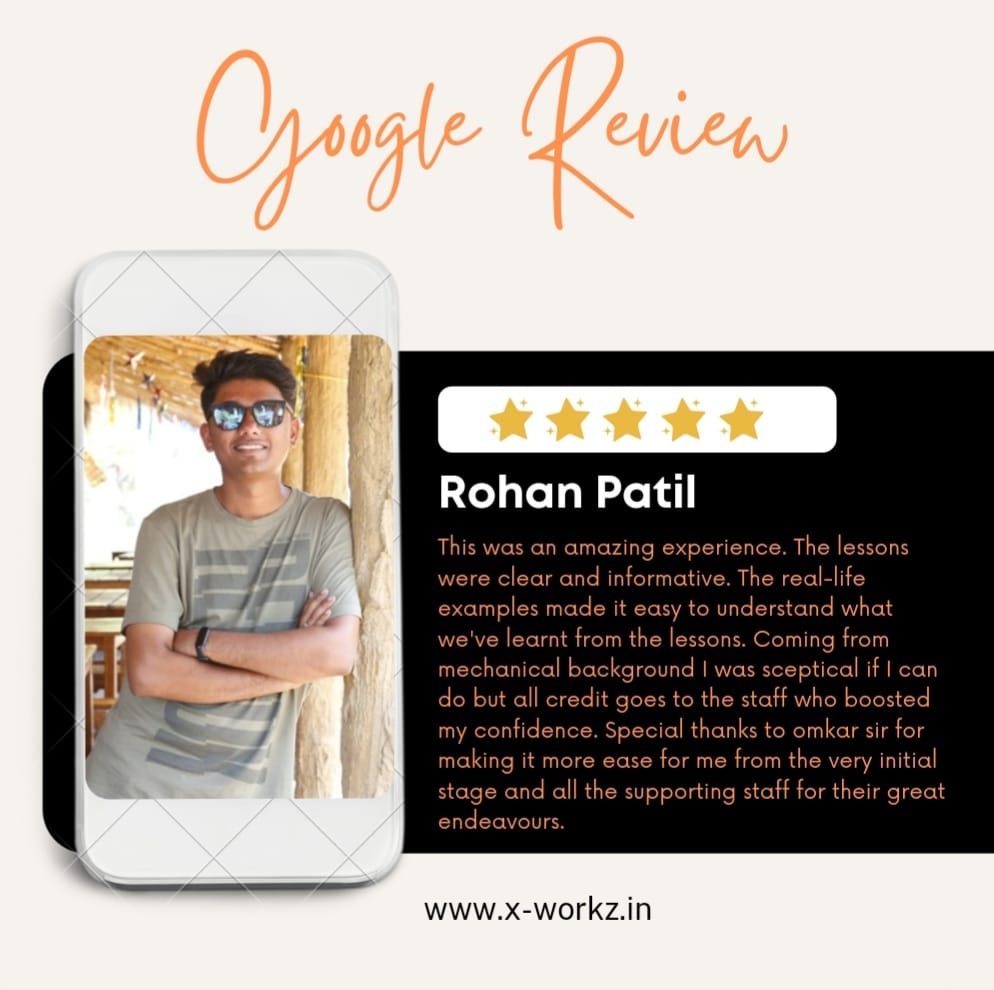 Google Review
Rohan Patil
This was an amazing experience. The lessons
were clear and informative. The real-life
examples made it easy to understand what
we've learnt from the lessons. Coming from
mechanical background I was sceptical if I can
do but all credit goes to the staff who boosted
my confidence. Special thanks to omkar sir for
making it more ease for me from the very initial
stage and all the supporting staff for their great
endeavours.
www.x-workz.in